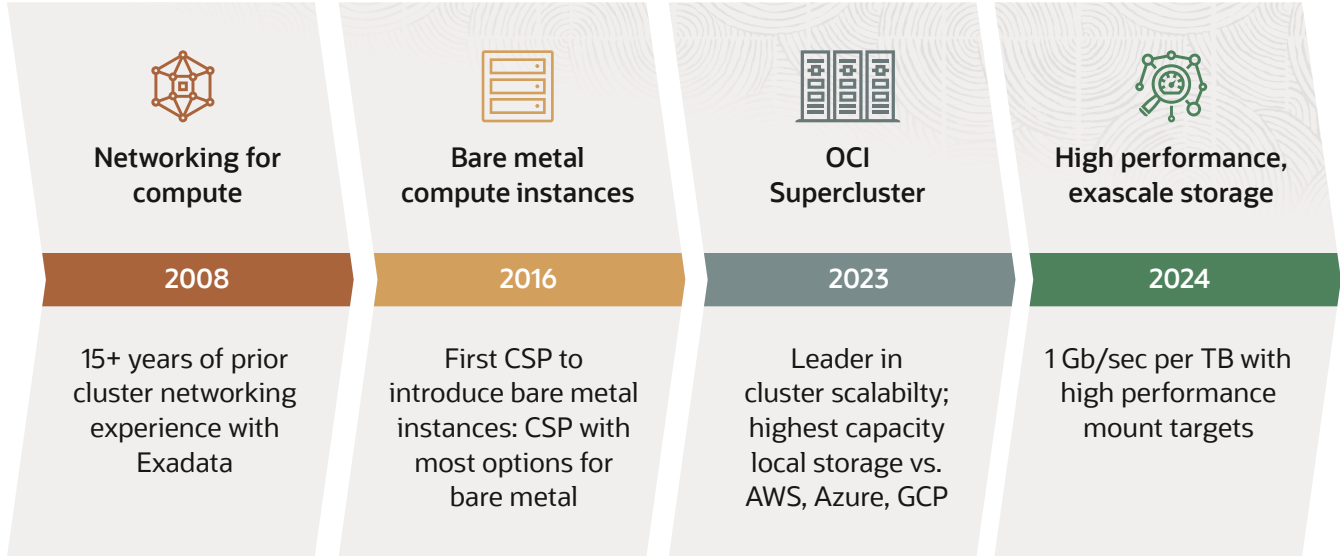 Networking for
compute
2008
15+ years of prior
cluster networking
experience with
Exadata
Bare metal
compute instances
2016
First CSP to
introduce bare metal
instances: CSP with
most options for
bare metal
OCI
Supercluster
2023
Leader in
cluster scalabilty;
highest capacity
local storage vs.
AWS, Azure, GCP
High performance,
exascale storage
2024
1 Gb/sec per TB with
high performance
mount targets